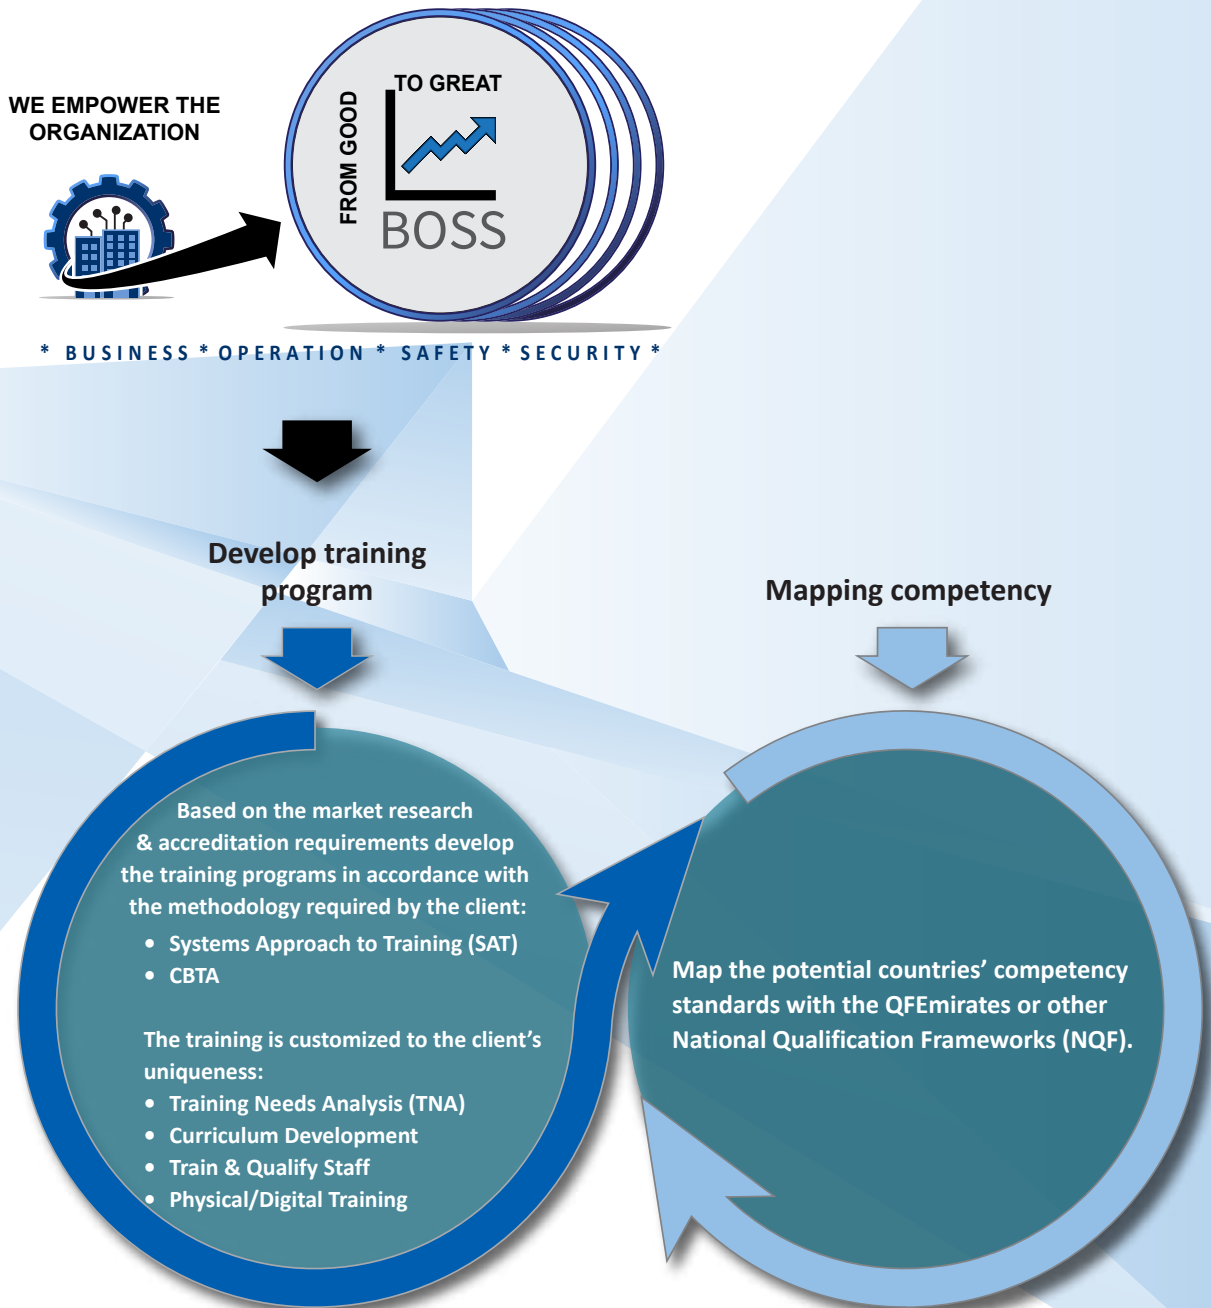 WE EMPOWER THE
ORGANIZATION
FROM GOOD
TO GREAT
BOSS
* BUSINESS * OPERATION * SAFETY * SECURITY *
Develop training
program
Based on the market research
& accreditation requirements develop
the training programs in accordance with
the methodology required by the client:
• Systems Approach to Training (SAT)
• CBTA
The training is customized to the client’s
uniqueness:
• Training Needs Analysis (TNA)
• Curriculum Development
• Train & Qualify Staff
• Physical/Digital Training
Mapping competency
Map the potential countries’ competency
standards with the QFEmirates or other
National Qualification Frameworks (NQF).